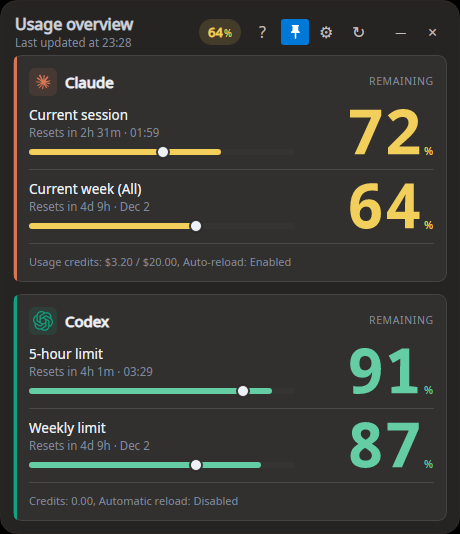 Usage overview
Last updated at 23:28
64%
?
Claude
REMAINING
Current session
Resets in 2h 31m · 01:59
72%
Current week (All)
Resets in 4d 9h · Dec 2
64%
Usage credits: $3.20 / $20.00, Auto-reload: Enabled
Codex
REMAINING
5-hour limit
Resets in 4h 1m · 03:29
91%
Weekly limit
Resets in 4d 9h · Dec 2
87%
Credits: 0.00, Automatic reload: Disabled